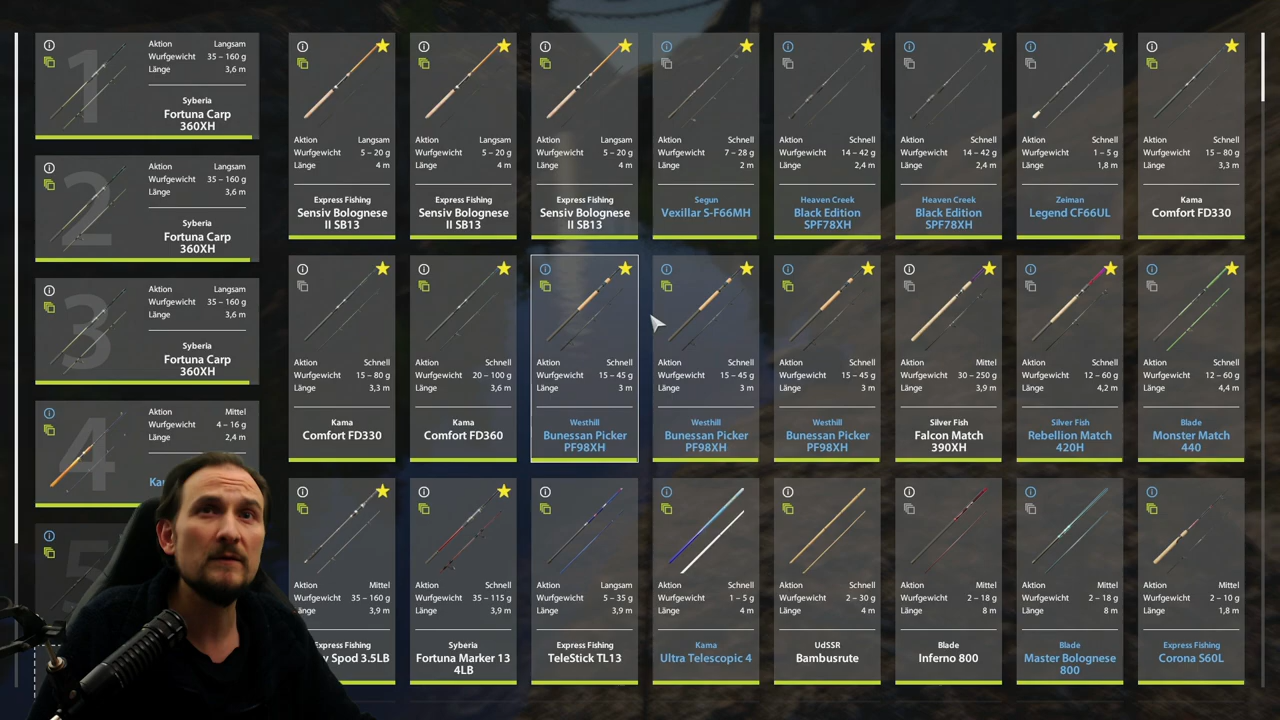 1
Aktion Langsam
Wurfgewicht 35 – 160 g
Länge 3,6 m
Syberia
Fortuna Carp
360XH
2
Aktion Langsam
Wurfgewicht 35 – 160 g
Länge 3,6 m
Syberia
Fortuna Carp
360XH
3
Aktion Langsam
Wurfgewicht 35 – 160 g
Länge 3,6 m
Syberia
Fortuna Carp
360XH
4
Aktion Mittel
Wurfgewicht 4 – 16 g
Länge 2,4 m
5
Aktion Langsam
Wurfgewicht 5 – 20 g
Länge 4 m
Express Fishing
Sensiv Bolognese
II SB13
Aktion Langsam
Wurfgewicht 5 – 20 g
Länge 4 m
Express Fishing
Sensiv Bolognese
II SB13
Aktion Langsam
Wurfgewicht 5 – 20 g
Länge 4 m
Express Fishing
Sensiv Bolognese
II SB13
Aktion Schnell
Wurfgewicht 7 – 28 g
Länge 2 m
Segun
Vexillar S-F66MH
Aktion Schnell
Wurfgewicht 14 – 42 g
Länge 2,4 m
Heaven Creek
Black Edition
SPF78XH
Aktion Schnell
Wurfgewicht 14 – 42 g
Länge 2,4 m
Heaven Creek
Black Edition
SPF78XH
Aktion Schnell
Wurfgewicht 1 – 5 g
Länge 1,8 m
Zeiman
Legend CF66UL
Aktion Schnell
Wurfgewicht 15 – 80 g
Länge 3,3 m
Kama
Comfort FD330
Aktion Schnell
Wurfgewicht 15 – 80 g
Länge 3,3 m
Kama
Comfort FD330
Aktion Schnell
Wurfgewicht 20 – 100 g
Länge 3,6 m
Kama
Comfort FD360
Aktion Schnell
Wurfgewicht 15 – 45 g
Länge 3 m
Westhill
Bunessan Picker
PF98XH
Aktion Schnell
Wurfgewicht 15 – 45 g
Länge 3 m
Westhill
Bunessan Picker
PF98XH
Aktion Schnell
Wurfgewicht 15 – 45 g
Länge 3 m
Westhill
Bunessan Picker
PF98XH
Aktion Mittel
Wurfgewicht 30 – 250 g
Länge 3,9 m
Silver Fish
Falcon Match
390XH
Aktion Schnell
Wurfgewicht 12 – 60 g
Länge 4,2 m
Silver Fish
Rebellion Match
420H
Aktion Schnell
Wurfgewicht 12 – 60 g
Länge 4,4 m
Blade
Monster Match
440
Aktion Mittel
Wurfgewicht 35 – 160 g
Länge 3,9 m
Express Fishing
Spod 3.5LB
Aktion Schnell
Wurfgewicht 35 – 115 g
Länge 3,9 m
Syberia
Fortuna Marker 13
4LB
Aktion Langsam
Wurfgewicht 5 – 35 g
Länge 3,9 m
Express Fishing
TeleStick TL13
Aktion Schnell
Wurfgewicht 1 – 5 g
Länge 4 m
Kama
Ultra Telescopic 4
Aktion Schnell
Wurfgewicht 2 – 30 g
Länge 4 m
UdSSR
Bambusrute
Aktion Mittel
Wurfgewicht 2 – 18 g
Länge 8 m
Blade
Inferno 800
Aktion Mittel
Wurfgewicht 2 – 18 g
Länge 8 m
Blade
Master Bolognese
800
Aktion Mittel
Wurfgewicht 2 – 10 g
Länge 1,8 m
Express Fishing
Corona S60L